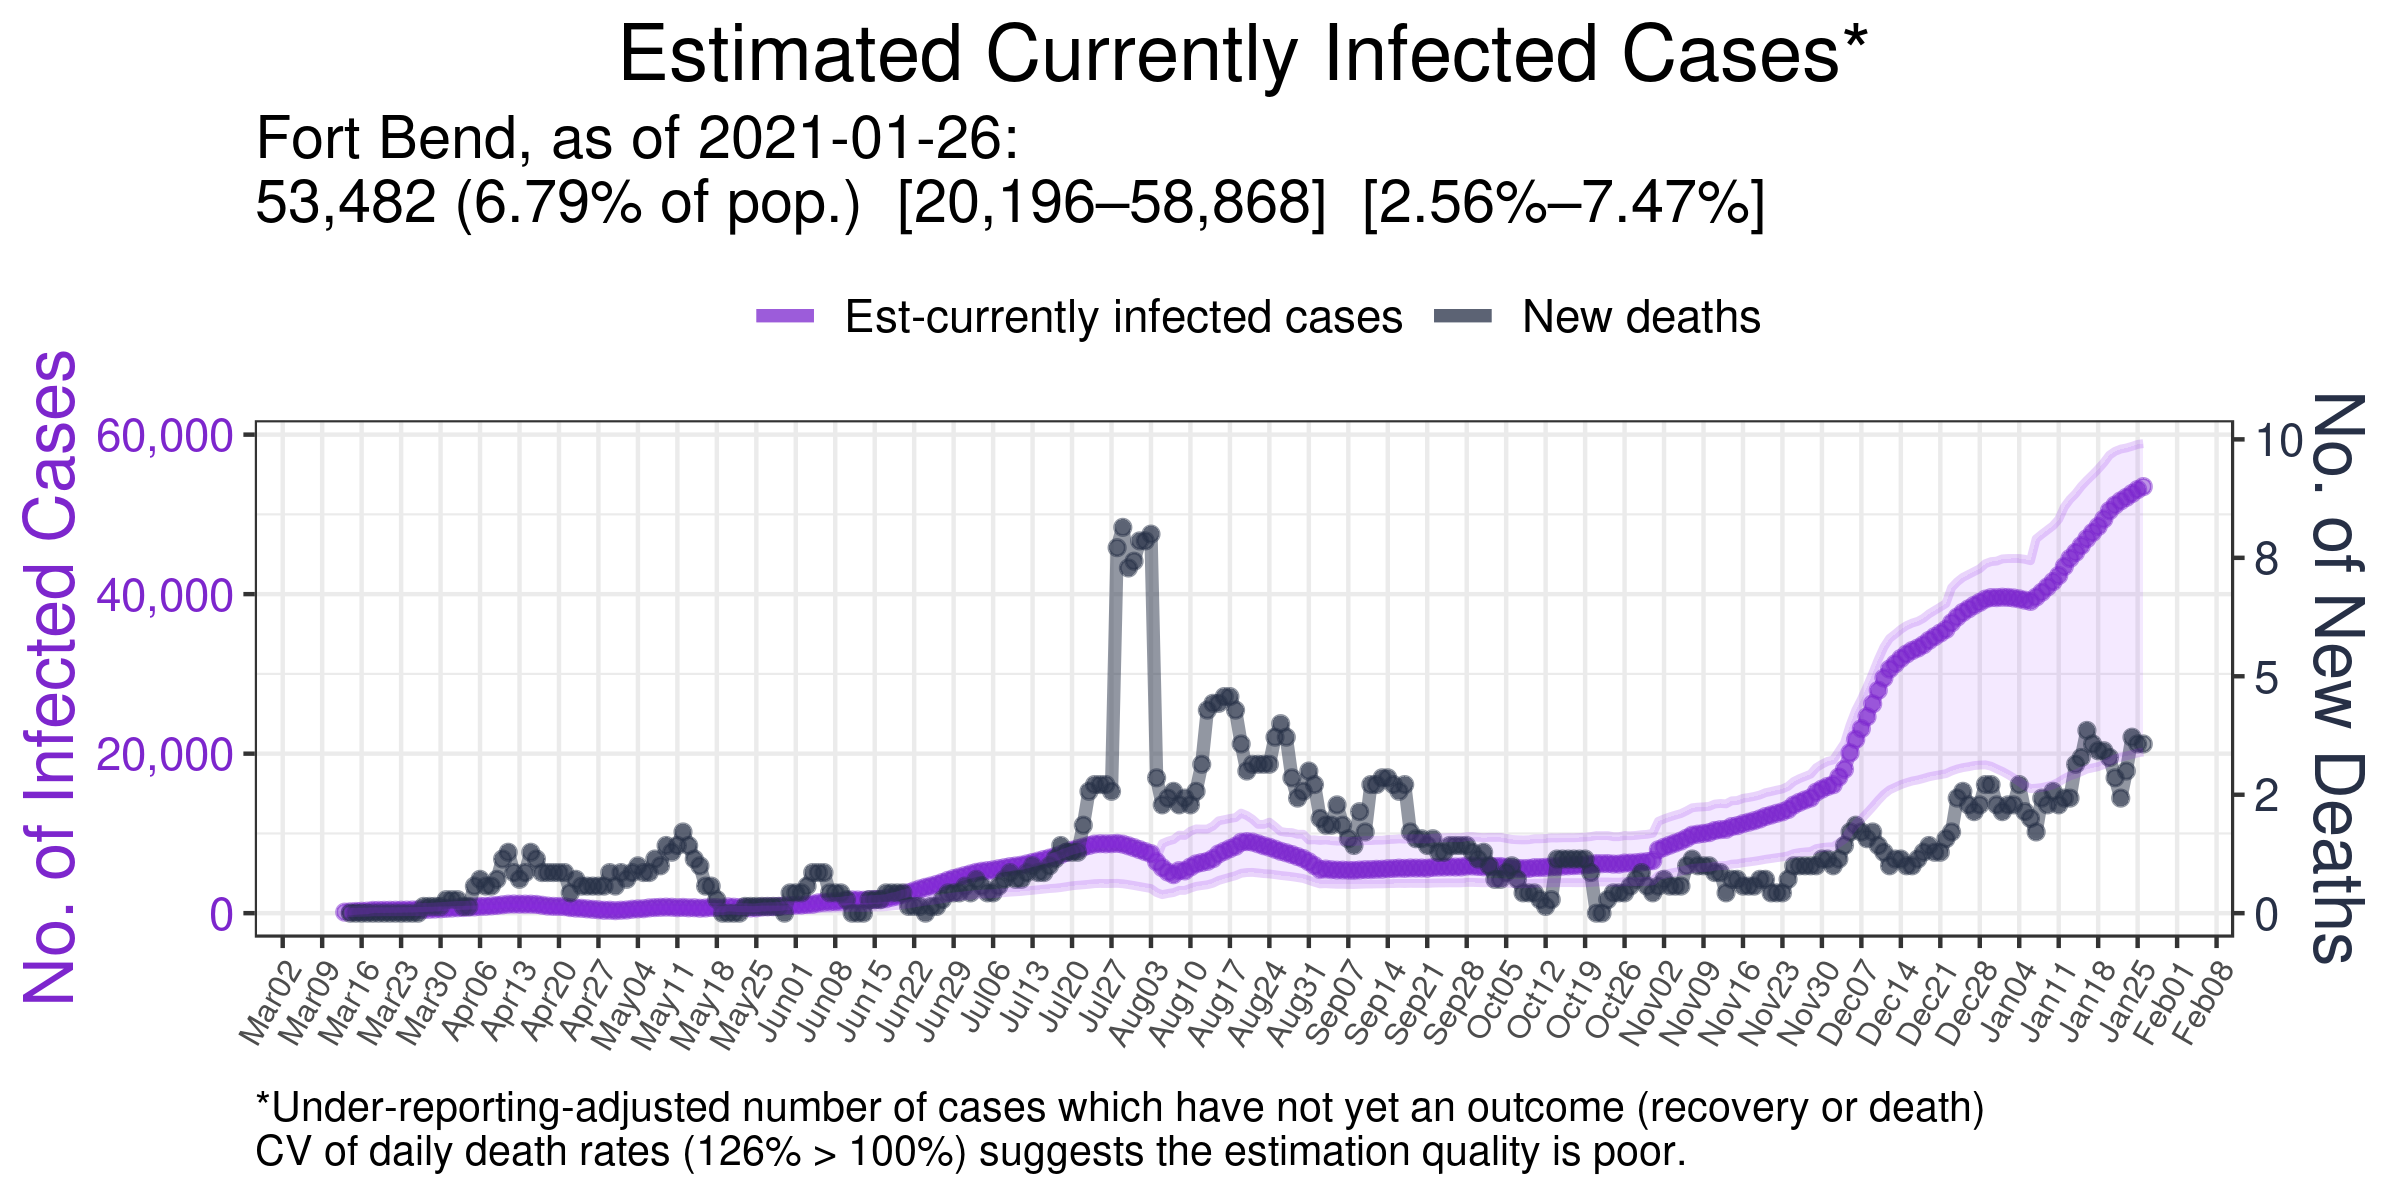 Estimated Currently Infected Cases*
Fort Bend, as of 2021-01-26:
53,482 (6.79% of pop.)  [20,196–58,868]  [2.56%–7.47%]
Est-currently infected cases
New deaths
No. of Infected Cases
60,000
40,000
20,000
0
10
8
5
2
0
No. of New Deaths
Mar02
Mar09
Mar16
Mar23
Mar30
Apr06
Apr13
Apr20
Apr27
May04
May11
May18
May25
Jun01
Jun08
Jun15
Jun22
Jun29
Jul06
Jul13
Jul20
Jul27
Aug03
Aug10
Aug17
Aug24
Aug31
Sep07
Sep14
Sep21
Sep28
Oct05
Oct12
Oct19
Oct26
Nov02
Nov09
Nov16
Nov23
Nov30
Dec07
Dec14
Dec21
Dec28
Jan04
Jan11
Jan18
Jan25
Feb01
Feb08
*Under-reporting-adjusted number of cases which have not yet an outcome (recovery or death)
CV of daily death rates (126% > 100%) suggests the estimation quality is poor.